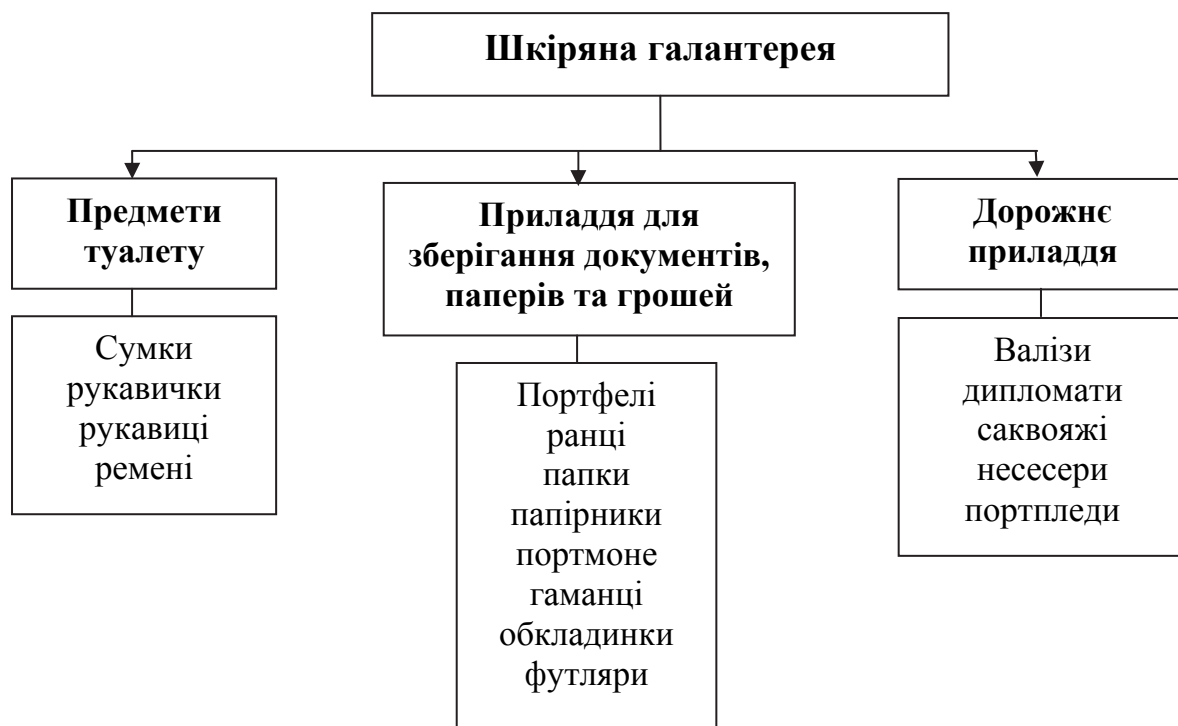 Шкіряна галантерея
Предмети
туалету
Приладдя для
зберігання документів,
паперів та грошей
Дорожнє
приладдя
Сумки
рукавички
рукавиці
ремені
Портфелі
ранці
папки
папірники
портмоне
гаманці
обкладинки
футляри
Валізи
дипломати
саквояжі
несесери
портпледи